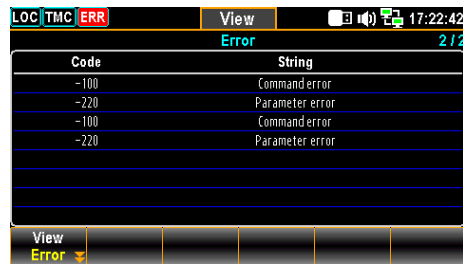 LOC TMC ERR View 17:22:42
Error 2/2
Code String
-100 Command error
-220 Parameter error
-100 Command error
-220 Parameter error
View
Error